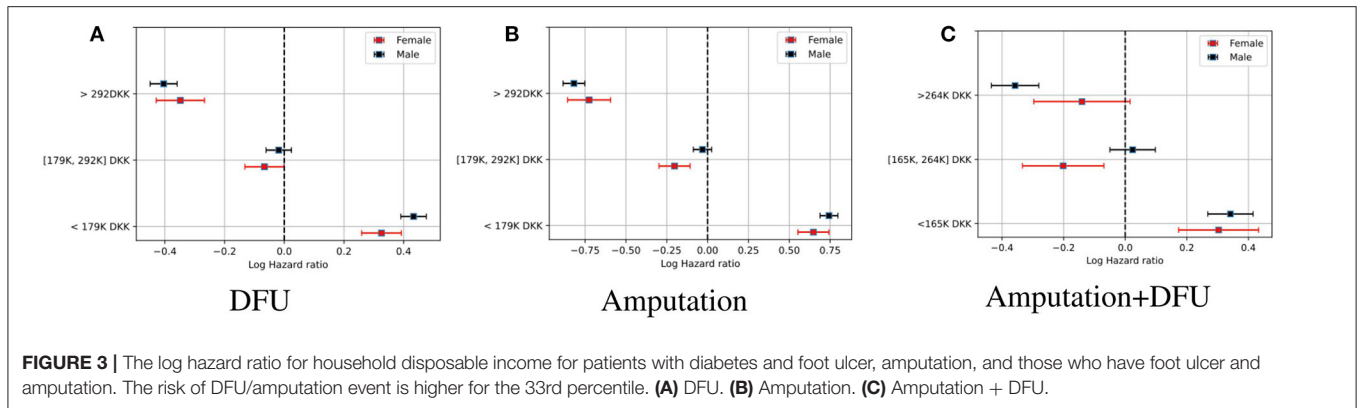 A
Female
Male
> 292DKK
[179K, 292K] DKK
< 179K DKK
−0.4 −0.2 0.0 0.2 0.4
Log Hazard ratio
DFU
B
Female
Male
> 292DKK
[179K, 292K] DKK
< 179K DKK
−0.75 −0.50 −0.25 0.00 0.25 0.50 0.75
Log Hazard ratio
Amputation
C
Female
Male
>264K DKK
[165K, 264K] DKK
<165K DKK
−0.4 −0.2 0.0 0.2 0.4
Log Hazard ratio
Amputation+DFU
FIGURE 3 | The log hazard ratio for household disposable income for patients with diabetes and foot ulcer, amputation, and those who have foot ulcer and
amputation. The risk of DFU/amputation event is higher for the 33rd percentile. (A) DFU. (B) Amputation. (C) Amputation + DFU.